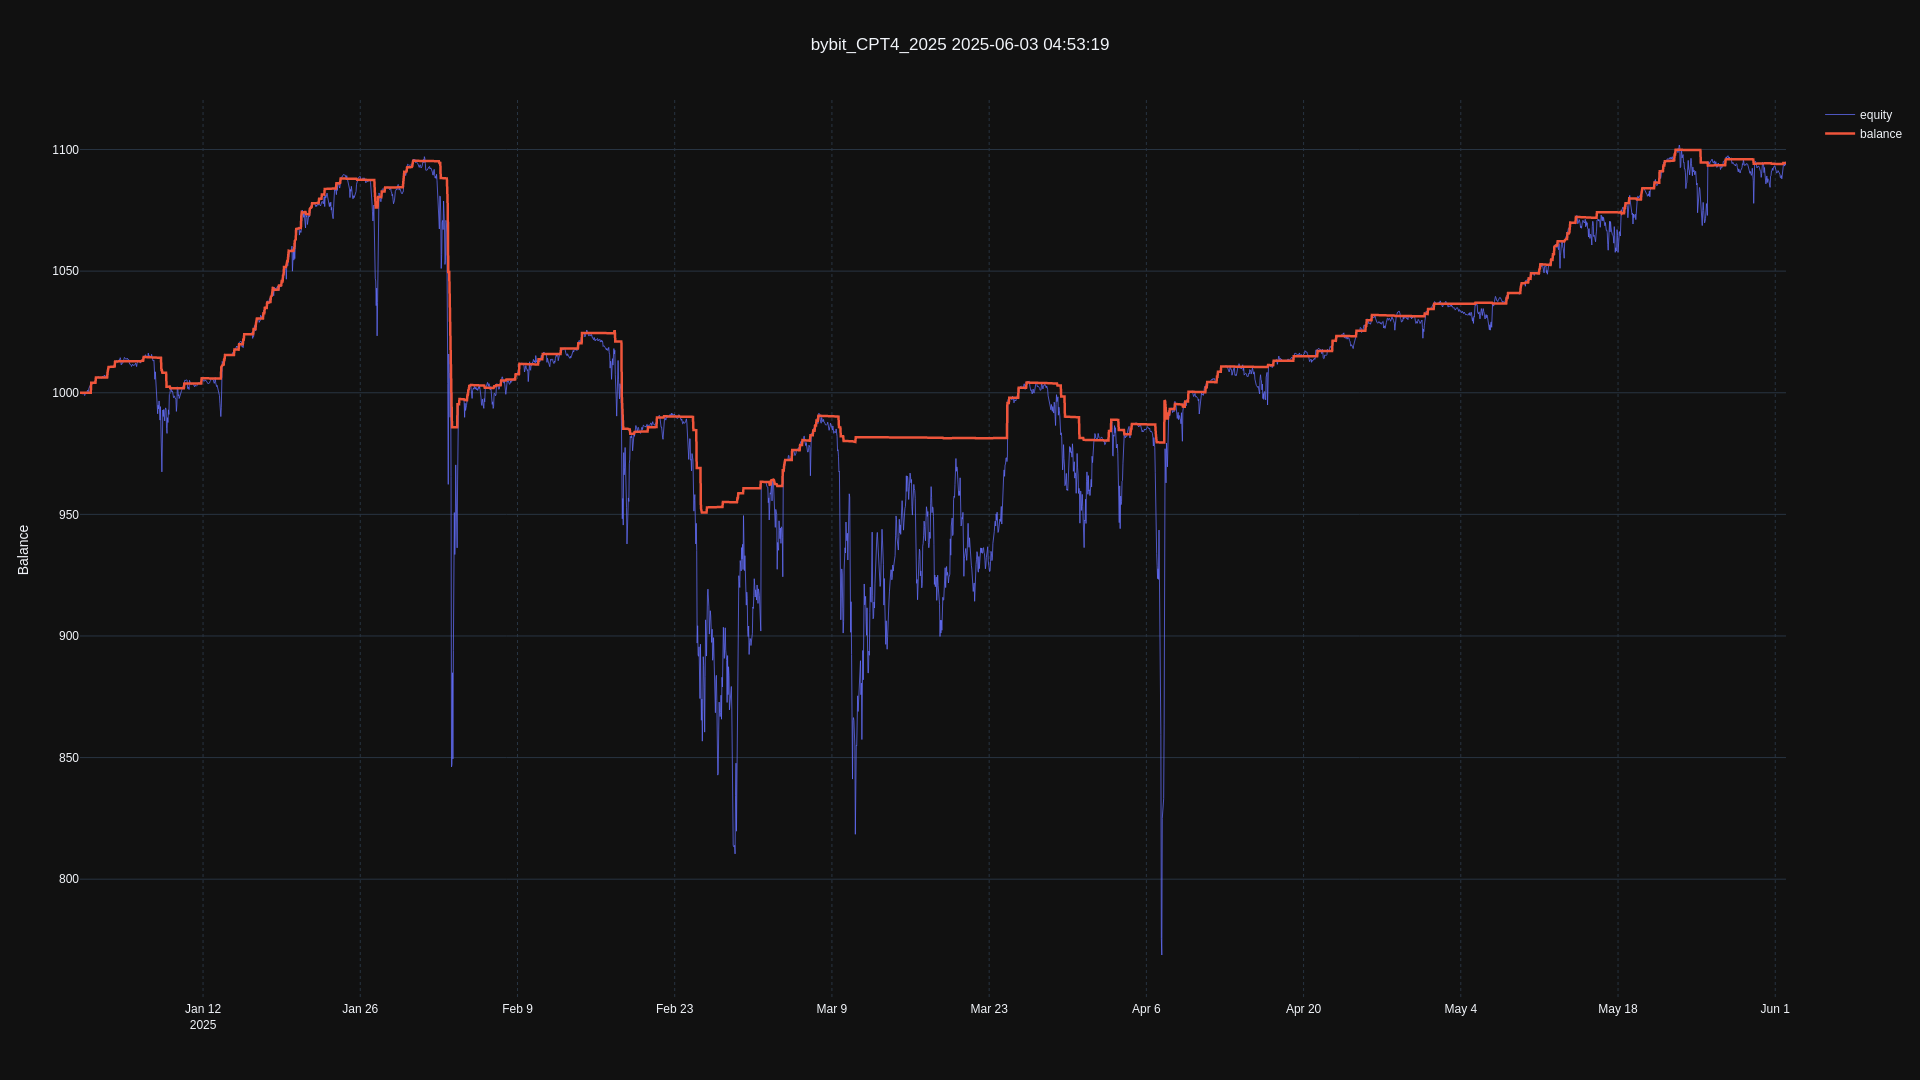 bybit_CPT4_2025 2025-06-03 04:53:19
equity
balance
1100
1050
1000
950
900
850
800
Balance
Jan 12
2025
Jan 26
Feb 9
Feb 23
Mar 9
Mar 23
Apr 6
Apr 20
May 4
May 18
Jun 1